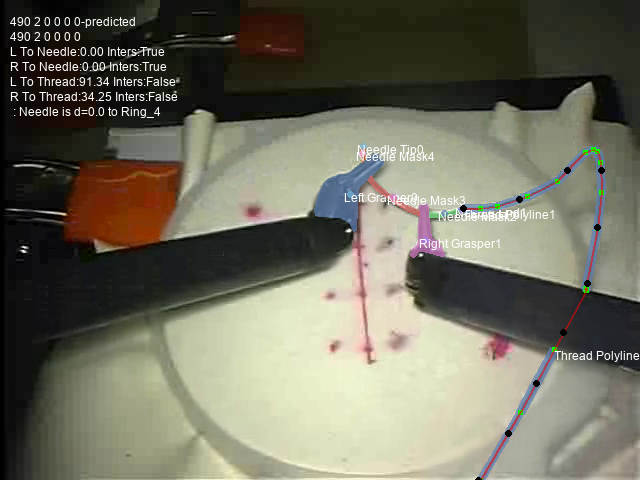 490 2 0 0 0 0-predicted
490 2 0 0 0 0
L To Needle:0.00 Inters:True
R To Needle:0.00 Inters:True
L To Thread:91.34 Inters:False
R To Thread:34.25 Inters:False
: Needle is d=0.0 to Ring_4
Needle Tip0
Needle Mask4
Left Grasper0
Needle Mask3
Polyline1
Needle Mask2
Right Grasper1
Thread Polyline